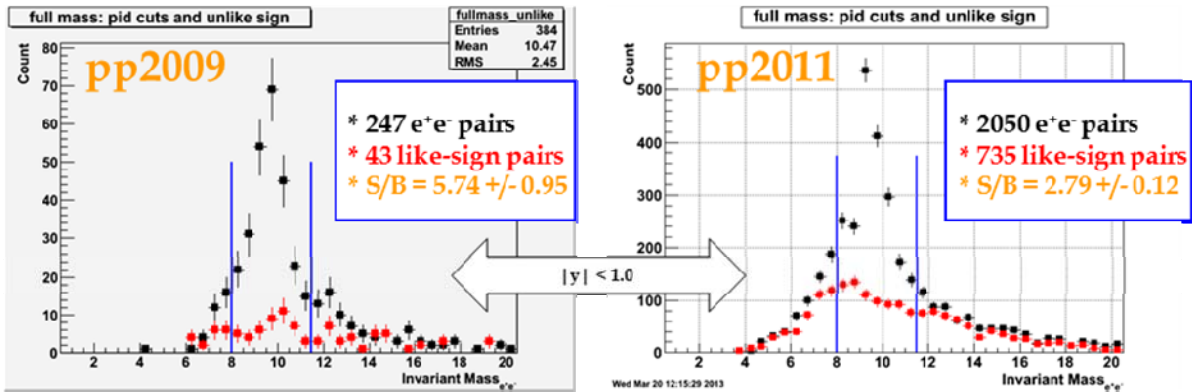 full mass: pid cuts and unlike sign
fullmass_unlike
Entries 384
Mean 10.47
RMS 2.45
Count
80
70
60
50
40
30
20
10
0
pp2009
* 247 e⁺e⁻ pairs
* 43 like-sign pairs
* S/B = 5.74 +/- 0.95
2 4 6 8 10 12 14 16 18 20
Invariant Mass e⁺e⁻
|y| < 1.0
full mass: pid cuts and unlike sign
Count
500
400
300
200
100
0
pp2011
* 2050 e⁺e⁻ pairs
* 735 like-sign pairs
* S/B = 2.79 +/- 0.12
2 4 6 8 10 12 14 16 18 20
Invariant Mass e⁺e⁻
Wed Mar 20 12:15:29 2013